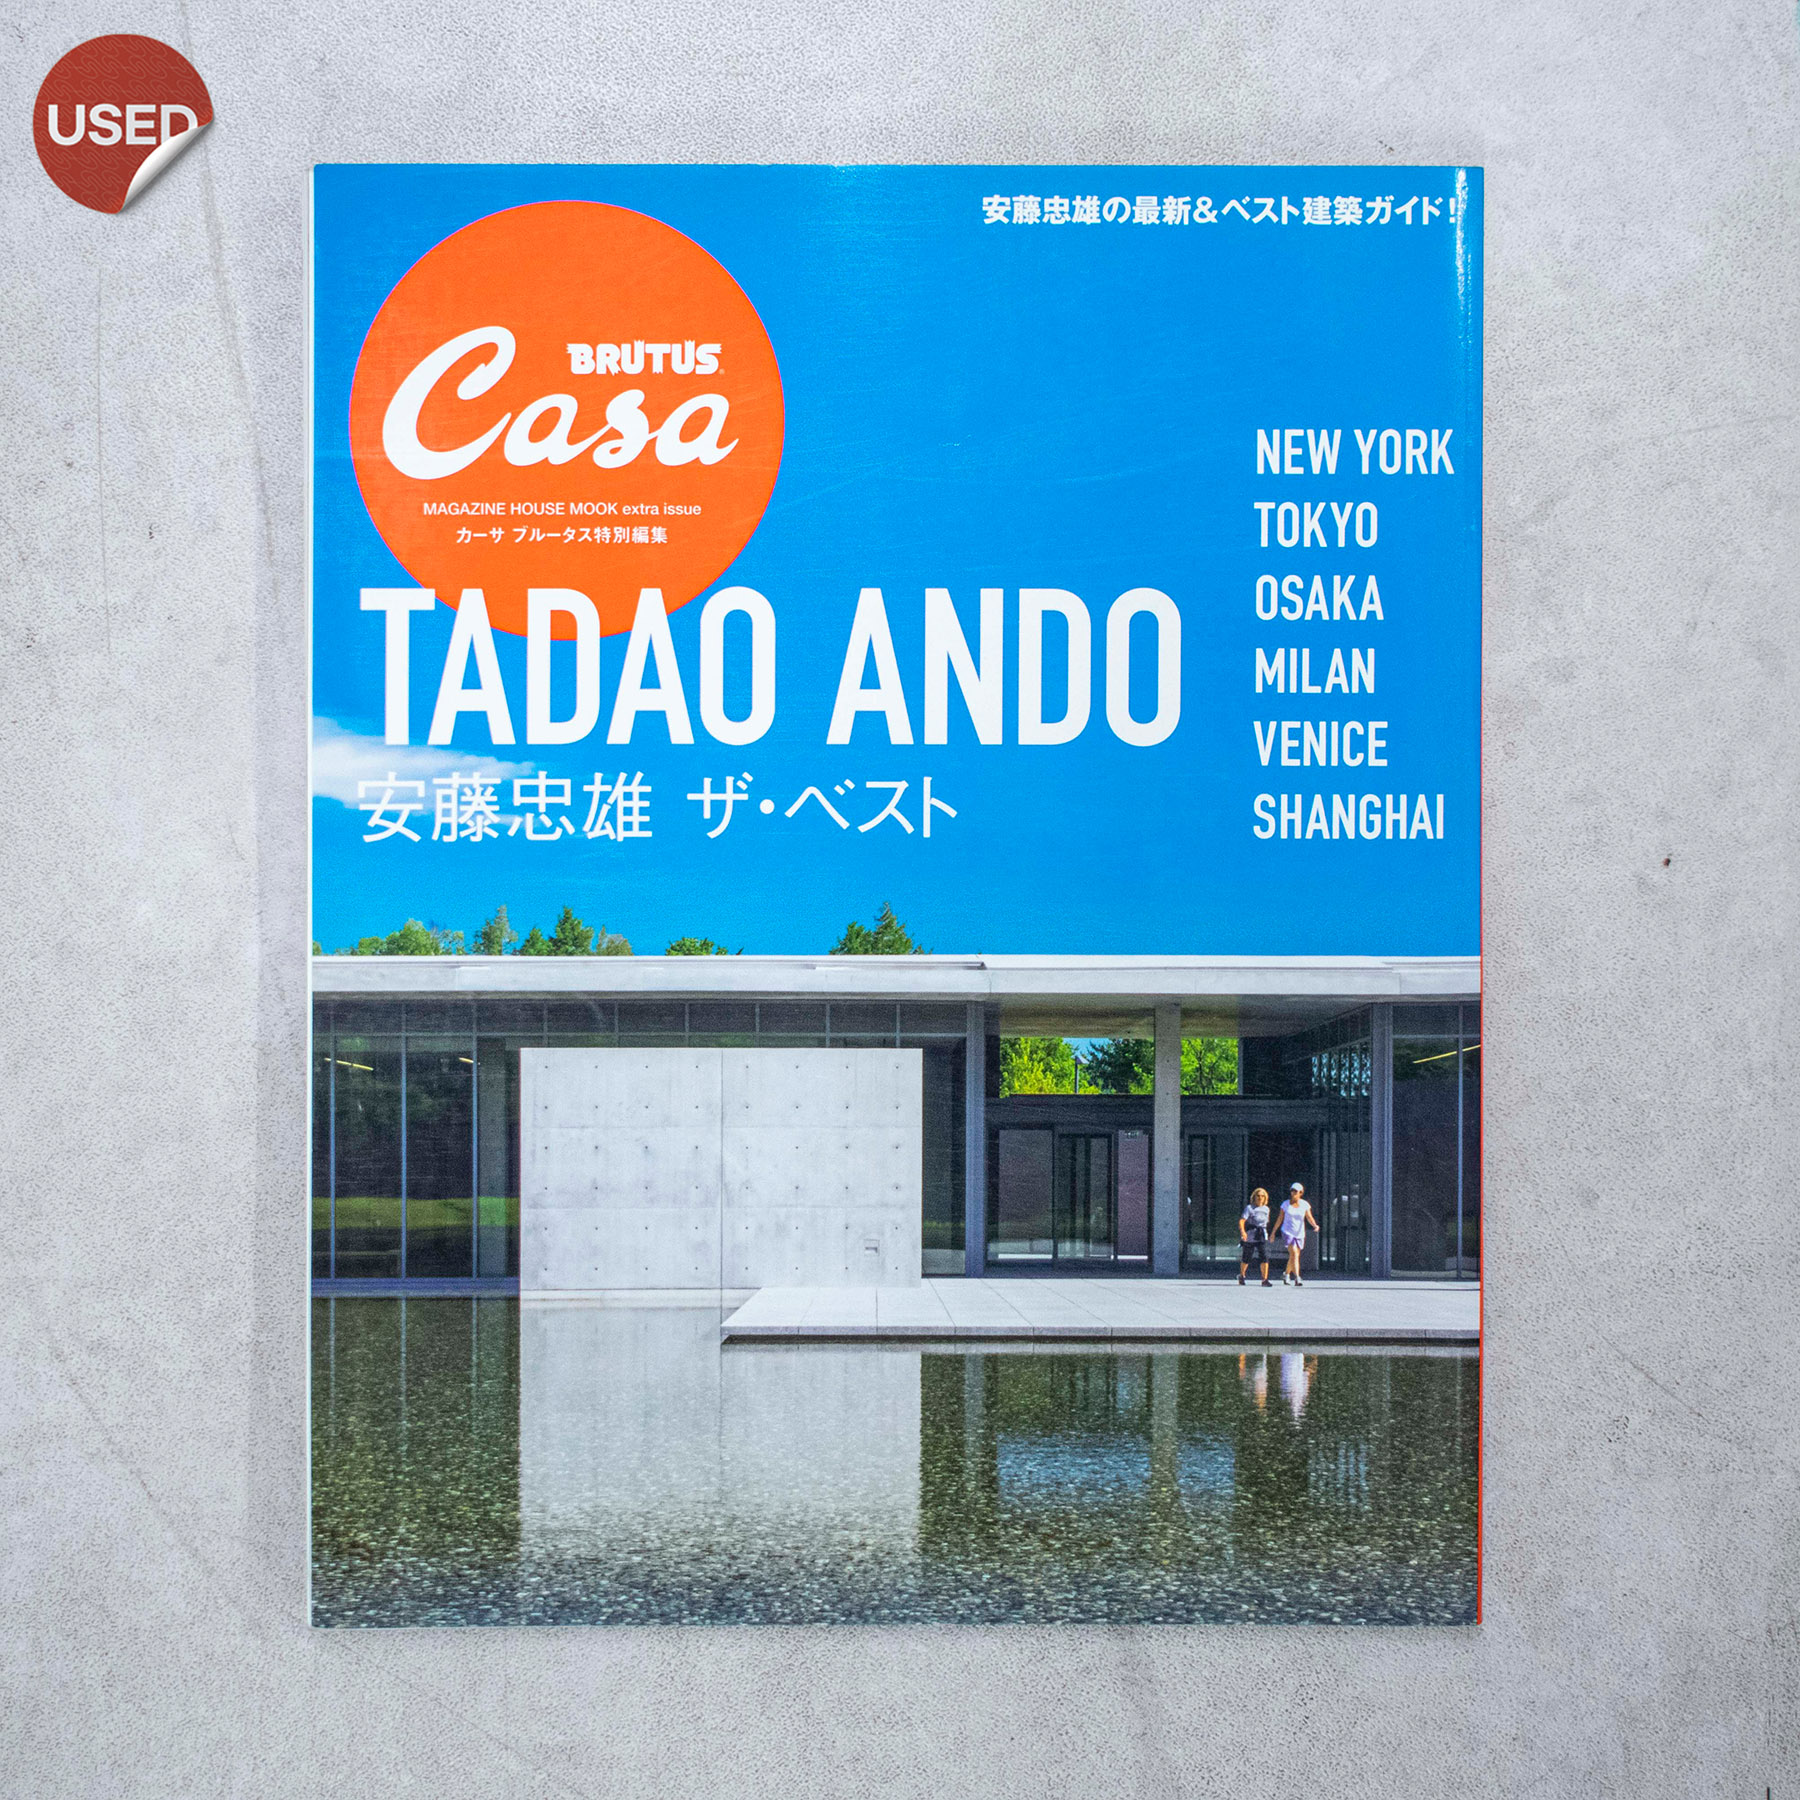 USED
安藤忠雄の最新&ベスト建築ガイド!
BRUTUS®
Casa
MAGAZINE HOUSE MOOK extra issue
カーサ ブルータス特別編集
TADAO ANDO
安藤忠雄 ザ・ベスト
NEW YORK
TOKYO
OSAKA
MILAN
VENICE
SHANGHAI